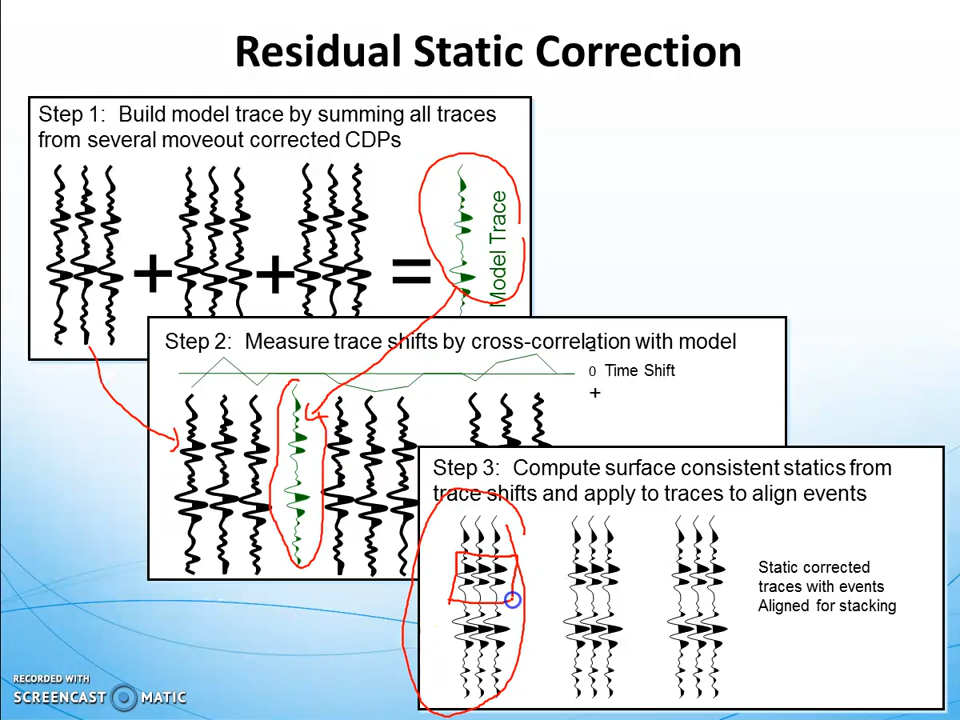 Residual Static Correction
Step 1: Build model trace by summing all traces
from several moveout corrected CDPs
+ + =
Model Trace
Step 2: Measure trace shifts by cross-correlation with model
-
0 Time Shift
+
Step 3: Compute surface consistent statics from
trace shifts and apply to traces to align events
Static corrected
traces with events
Aligned for stacking
RECORDED WITH
SCREENCAST MATIC